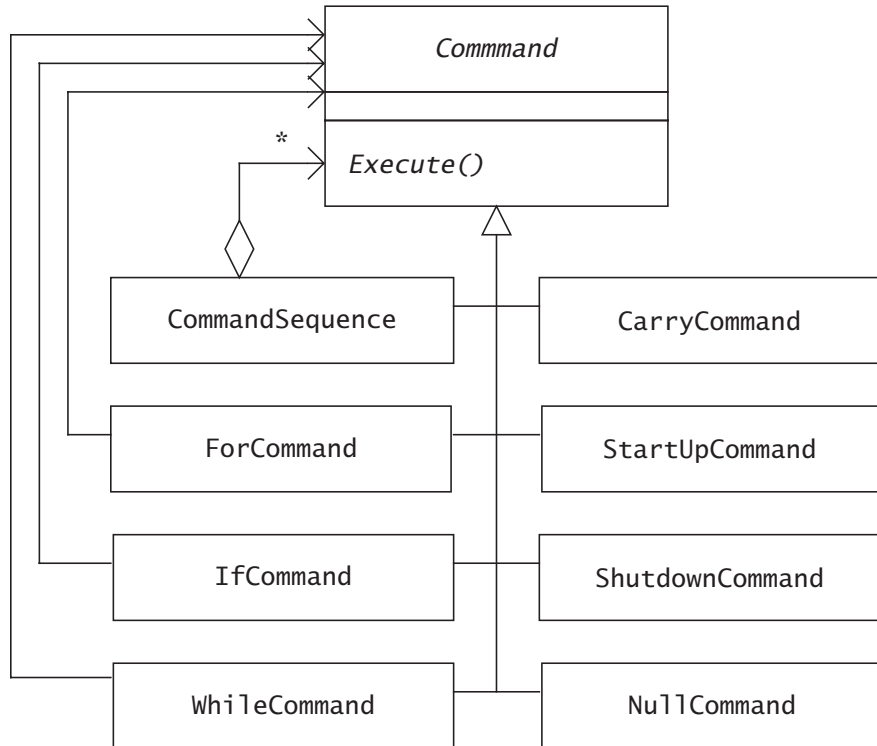 Commmand
*
Execute()
CommandSequence
CarryCommand
ForCommand
StartUpCommand
IfCommand
ShutdownCommand
WhileCommand
NullCommand